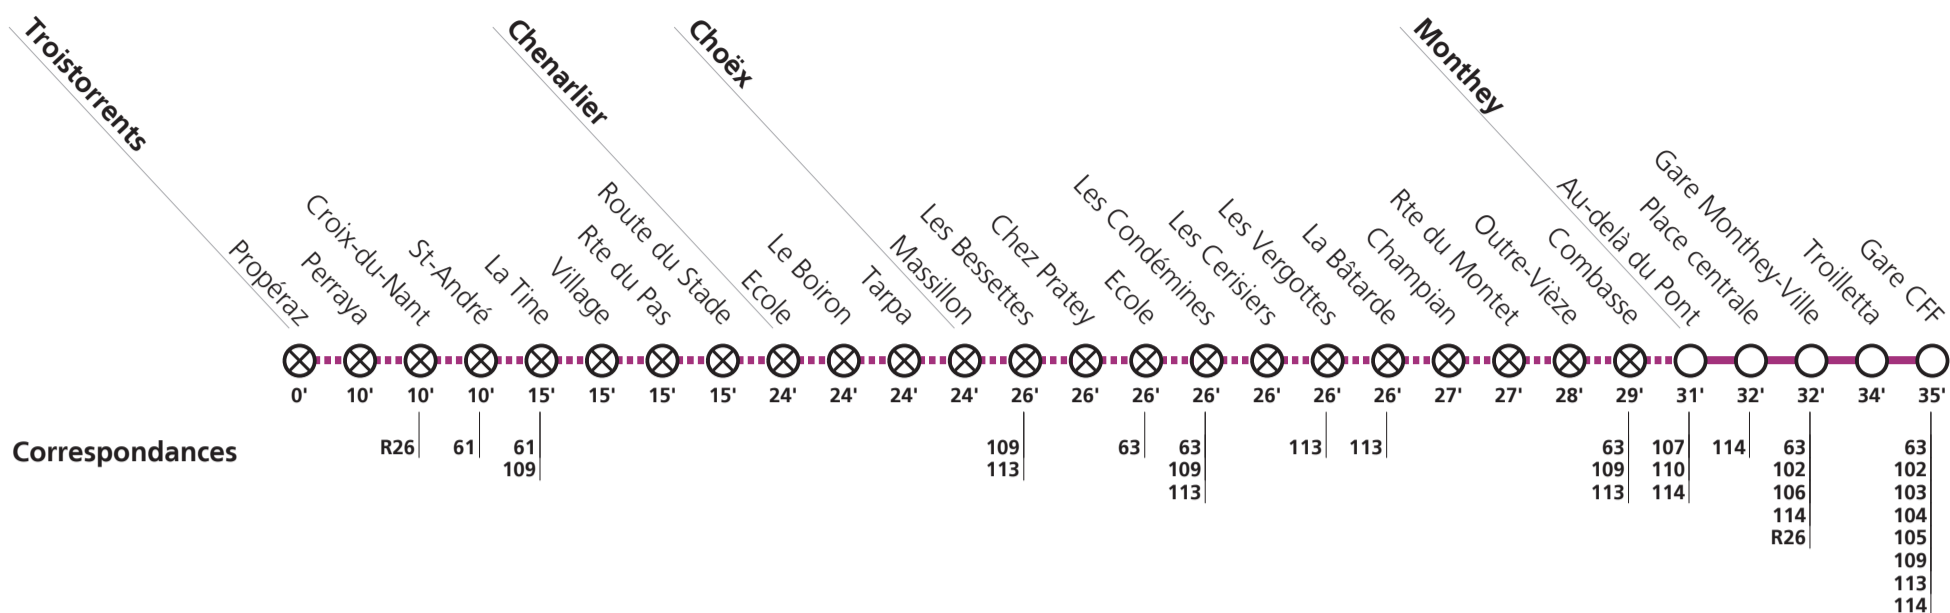 Troistorrents
Chenarlier
Choëx
Monthey
Propéraz
Perraya
Croix-du-Nant
St-André
La Tine
Village
Rte du Pas
Route du Stade
Ecole
Le Boiron
Tarpa
Massillon
Les Bessettes
Chez Pratey
Ecole
Les Condémines
Les Cerisiers
Les Vergottes
La Bâtarde
Champian
Rte du Montet
Outre-Vièze
Combasse
Au-delà du Pont
Place centrale
Gare Monthey-Ville
Troilletta
Gare CFF
0' 10' 10' 10' 15' 15' 15' 15' 24' 24' 24' 24' 26' 26' 26' 26' 26' 26' 26' 27' 27' 28' 29' 31' 32' 32' 34' 35'
Correspondances
R26 61 61 109 63 63 113 113 63 107 114 63 63
109 113 109 109 110 102 102
113 113 114 106 103
114 104
R26 105
109
113
114